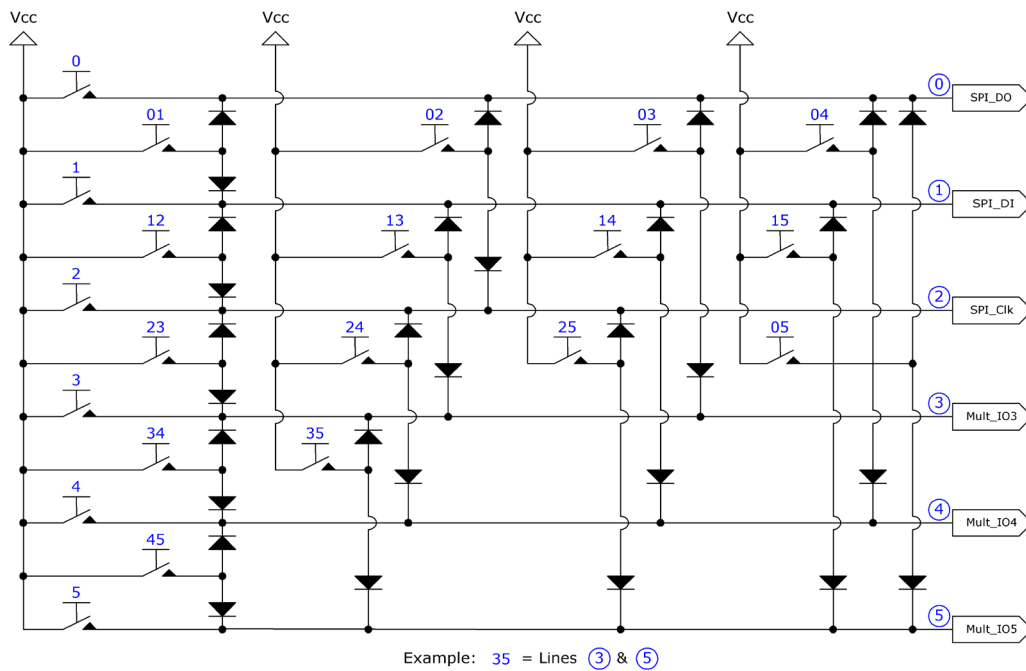 Vcc Vcc Vcc Vcc
0
0 SPI_DO
01 02 03 04
1
1 SPI_DI
12 13 14 15
2
2 SPI_Clk
23 24 25 05
3
3 Mult_IO3
34 35
4
4 Mult_IO4
45
5
5 Mult_IO5
Example: 35 = Lines 3 & 5